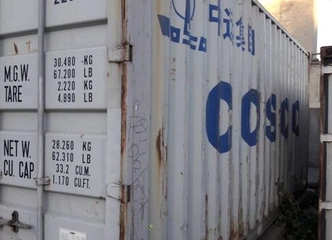 M.G.W. 30.480 -KG
67.200 LB
TARE 2.220 KG
4.890 LB
NET W. 28.260 KG
62.310 LB
CU. CAP. 33.2 CU.M.
1.170 CU.FT.
COSCO